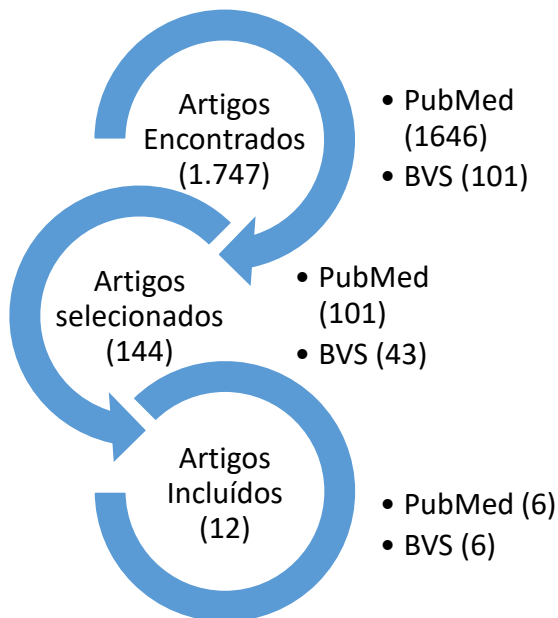 Artigos
Encontrados
(1.747)
• PubMed
(1646)
• BVS (101)
Artigos
selecionados
(144)
• PubMed
(101)
• BVS (43)
Artigos
Incluídos
(12)
• PubMed (6)
• BVS (6)